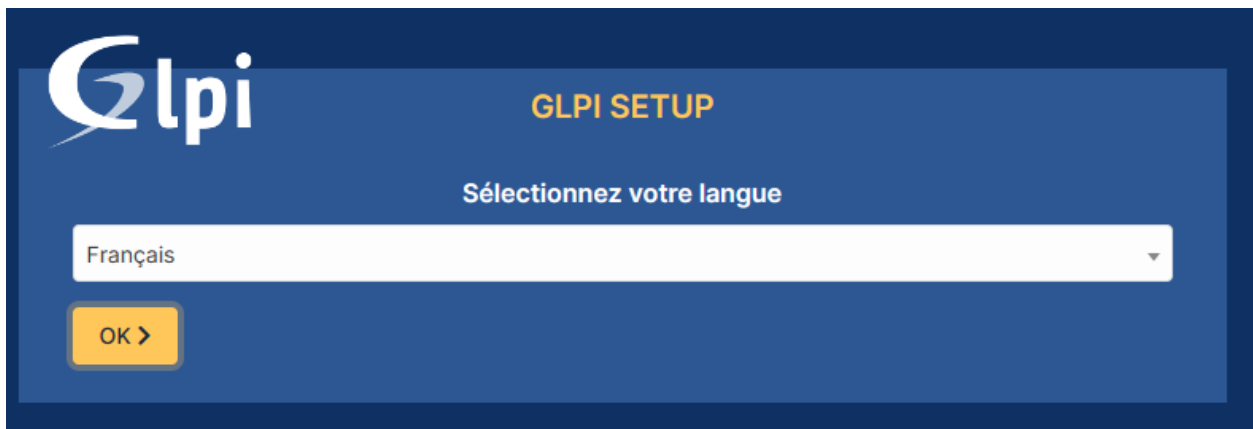 Glpi
GLPI SETUP
Sélectionnez votre langue
Français
OK